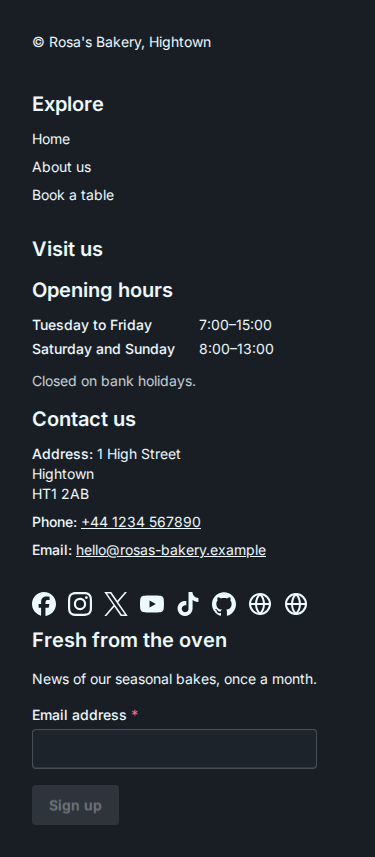 © Rosa's Bakery, Hightown
Explore
Home
About us
Book a table
Visit us
Opening hours
Tuesday to Friday 7:00–15:00
Saturday and Sunday 8:00–13:00
Closed on bank holidays.
Contact us
Address: 1 High Street
Hightown
HT1 2AB
Phone: +44 1234 567890
Email: hello@rosas-bakery.example
Fresh from the oven
News of our seasonal bakes, once a month.
Email address *
Sign up